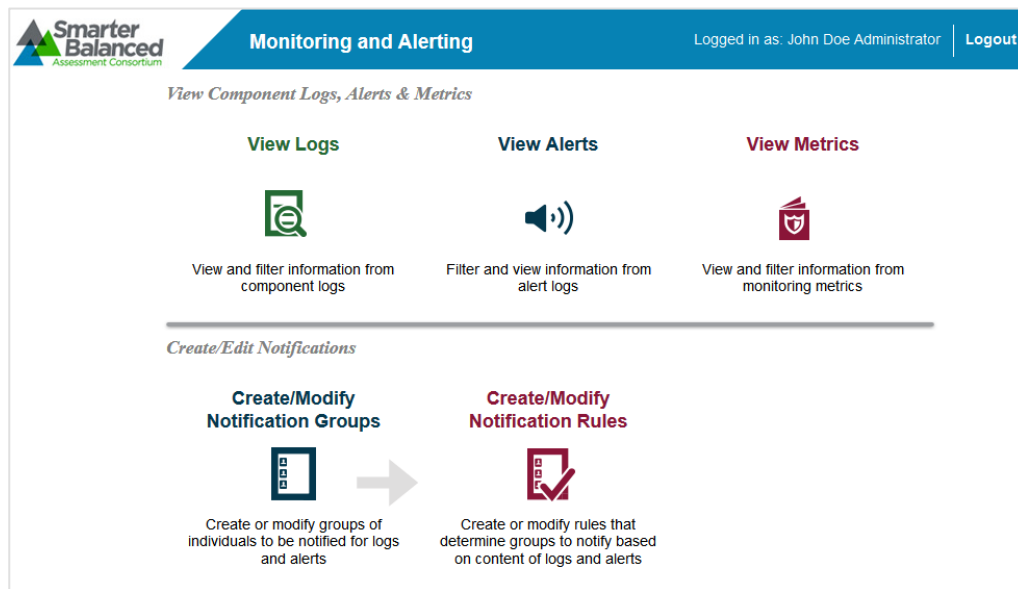 Smarter
Balanced
Assessment Consortium
Monitoring and Alerting
Logged in as: John Doe Administrator
Logout
View Component Logs, Alerts & Metrics
View Logs
View Alerts
View Metrics
View and filter information from
component logs
Filter and view information from
alert logs
View and filter information from
monitoring metrics
Create/Edit Notifications
Create/Modify
Notification Groups
Create/Modify
Notification Rules
Create or modify groups of
individuals to be notified for logs
and alerts
Create or modify rules that
determine groups to notify based
on content of logs and alerts